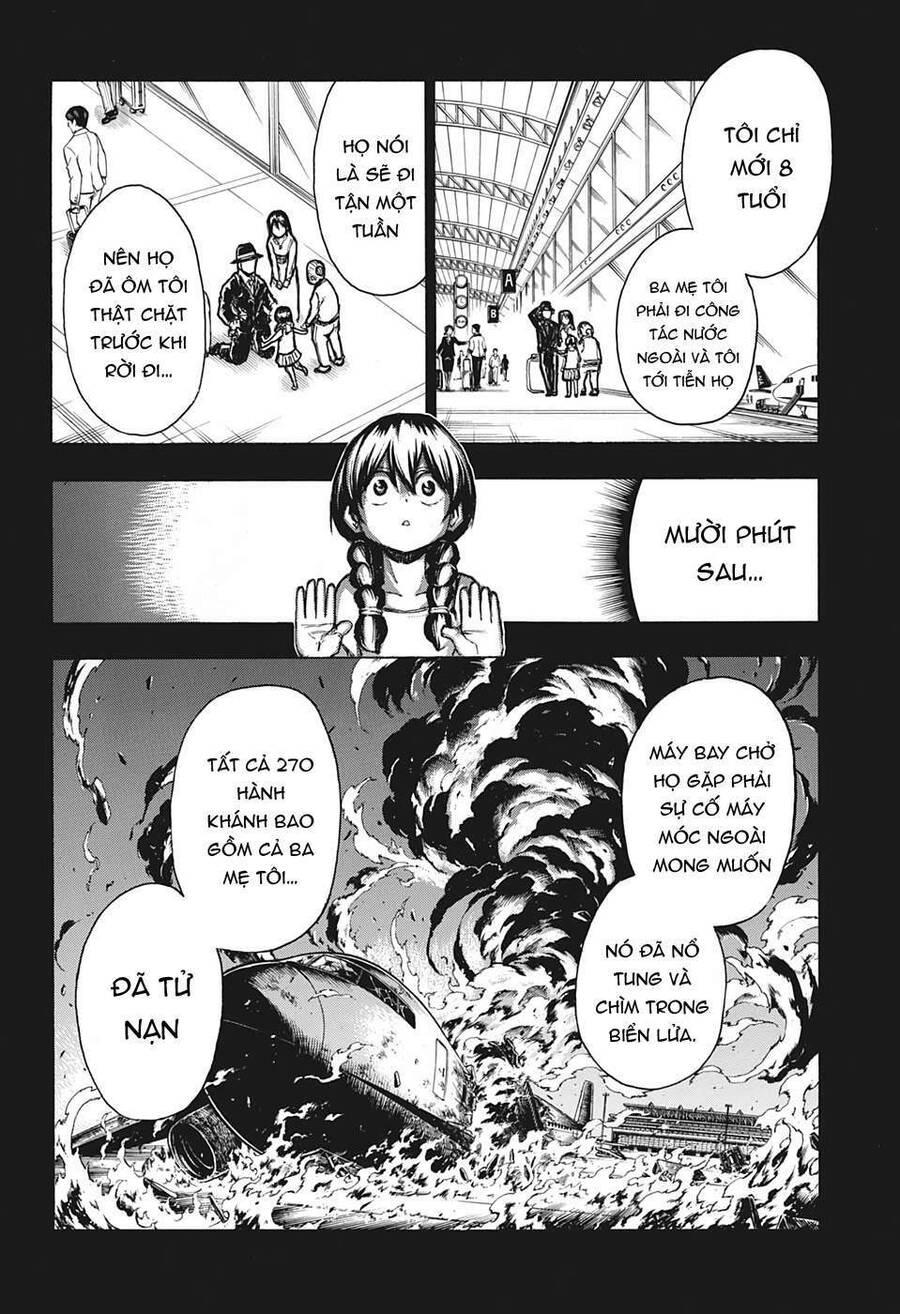 TÔI CHỈ
MỚI 8
TUỔI
BA MẸ TÔI
PHẢI ĐI CÔNG
TÁC NƯỚC
NGOÀI VÀ TÔI
TỚI TIỄN HỌ
A
B
HỌ NÓI
LÀ SẼ ĐI
TẬN MỘT
TUẦN
NÊN HỌ
ĐÃ ÔM TÔI
THẬT CHẶT
TRƯỚC KHI
RỜI ĐI...
MƯỜI PHÚT
SAU...
MÁY BAY CHỞ
HỌ GẶP PHẢI
SỰ CỐ MÁY
MÓC NGOÀI
MONG MUỐN
NÓ ĐÃ NỔ
TUNG VÀ
CHÌM TRONG
BIỂN LỬA.
TẤT CẢ 270
HÀNH
KHÁNH BAO
GỒM CẢ BA
MẸ TÔI...
ĐÃ TỬ
NẠN